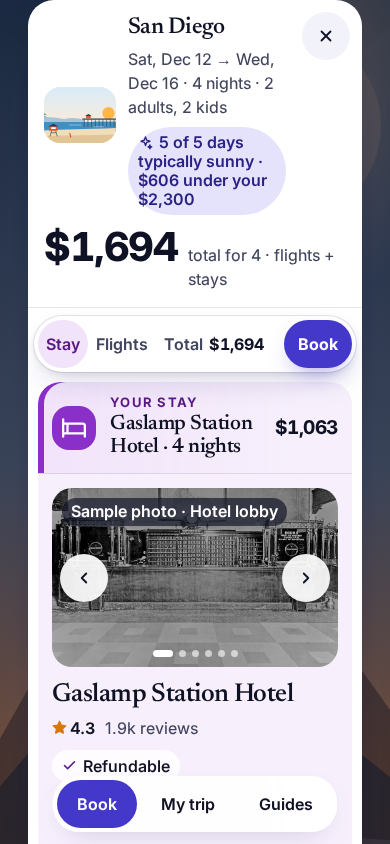 San Diego
Sat, Dec 12 → Wed,
Dec 16 · 4 nights · 2
adults, 2 kids
5 of 5 days
typically sunny ·
$606 under your
$2,300
$1,694 total for 4 · flights +
stays
Stay Flights Total $1,694 Book
YOUR STAY
Gaslamp Station
Hotel · 4 nights
$1,063
Sample photo · Hotel lobby
Gaslamp Station Hotel
4.3 1.9k reviews
Refundable
Book My trip Guides